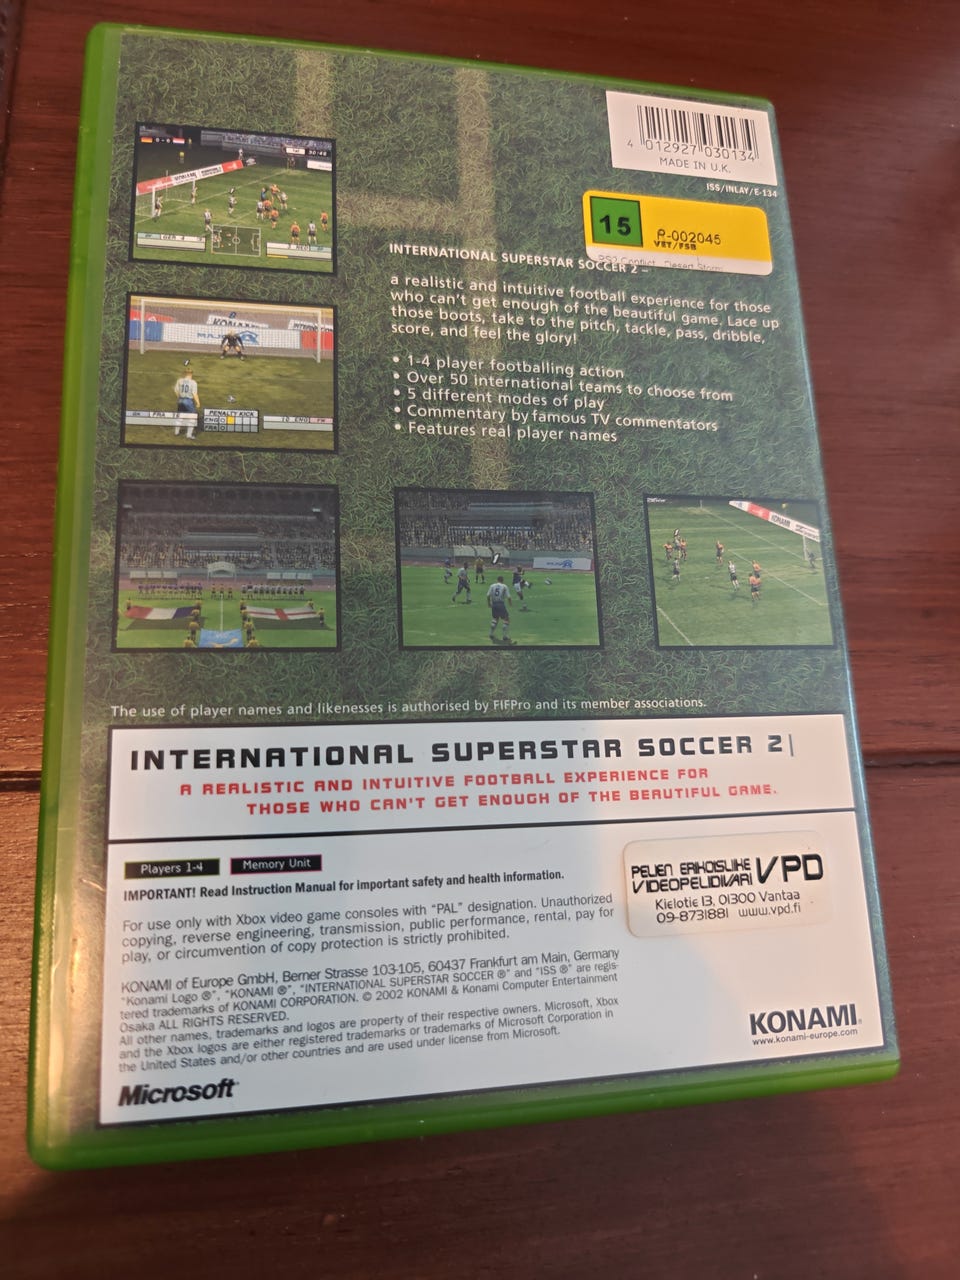 4 012927 030134
MADE IN U.K.
ISS/INLAY/E-134
15
R-002045
VET/FSB
PS2 Conflict Desert Storm
INTERNATIONAL SUPERSTAR SOCCER 2 –
a realistic and intuitive football experience for those
who can't get enough of the beautiful game. Lace up
those boots, take to the pitch, tackle, pass, dribble,
score, and feel the glory!
• 1-4 player footballing action
• Over 50 international teams to choose from
• 5 different modes of play
• Commentary by famous TV commentators
• Features real player names
KONAMI
10
PENALTY KICK
ENG
FRA
KONAMI
The use of player names and likenesses is authorised by FIFPro and its member associations.
INTERNATIONAL SUPERSTAR SOCCER 2|
A REALISTIC AND INTUITIVE FOOTBALL EXPERIENCE FOR
THOSE WHO CAN'T GET ENOUGH OF THE BEAUTIFUL GAME.
Players 1-4
Memory Unit
IMPORTANT! Read Instruction Manual for important safety and health information.
For use only with Xbox video game consoles with "PAL" designation. Unauthorized
copying, reverse engineering, transmission, public performance, rental, pay for
play, or circumvention of copy protection is strictly prohibited.
PELIEN ERIKOISLIIKE
VIDEOPELIDIVARI VPD
Kielotie 13, 01300 Vantaa
09-8731881 www.vpd.fi
KONAMI of Europe GmbH, Berner Strasse 103-105, 60437 Frankfurt am Main, Germany
"Konami Logo ®", "KONAMI ®", "INTERNATIONAL SUPERSTAR SOCCER ®" and "ISS ®" are regis-
tered trademarks of KONAMI CORPORATION. © 2002 KONAMI & Konami Computer Entertainment
Osaka ALL RIGHTS RESERVED.
All other names, trademarks and logos are property of their respective owners. Microsoft, Xbox
and the Xbox logos are either registered trademarks or trademarks of Microsoft Corporation in
the United States and/or other countries and are used under license from Microsoft.
KONAMI®
www.konami-europe.com
Microsoft®